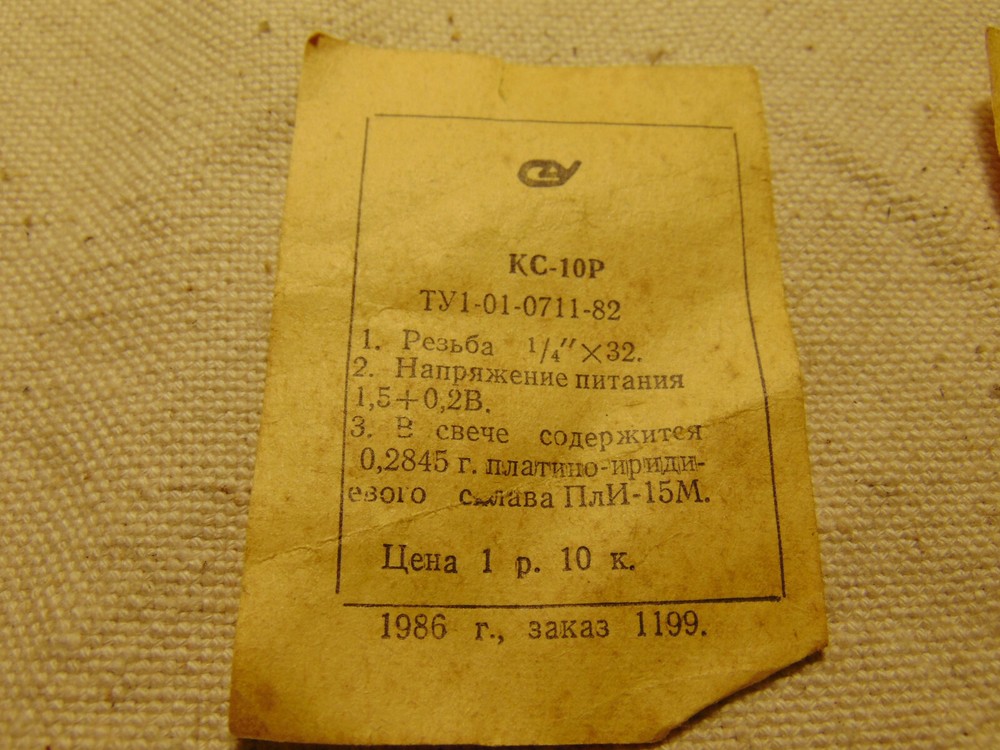 КС-10Р
ТУ1-01-0711-82
1. Резьба 1/4″×32.
2. Напряжение питания
1,5+0,2В.
3. В свече содержится
0,2845 г. платино-ириди-
евого сплава ПлИ-15М.
Цена 1 р. 10 к.
1986 г., заказ 1199.